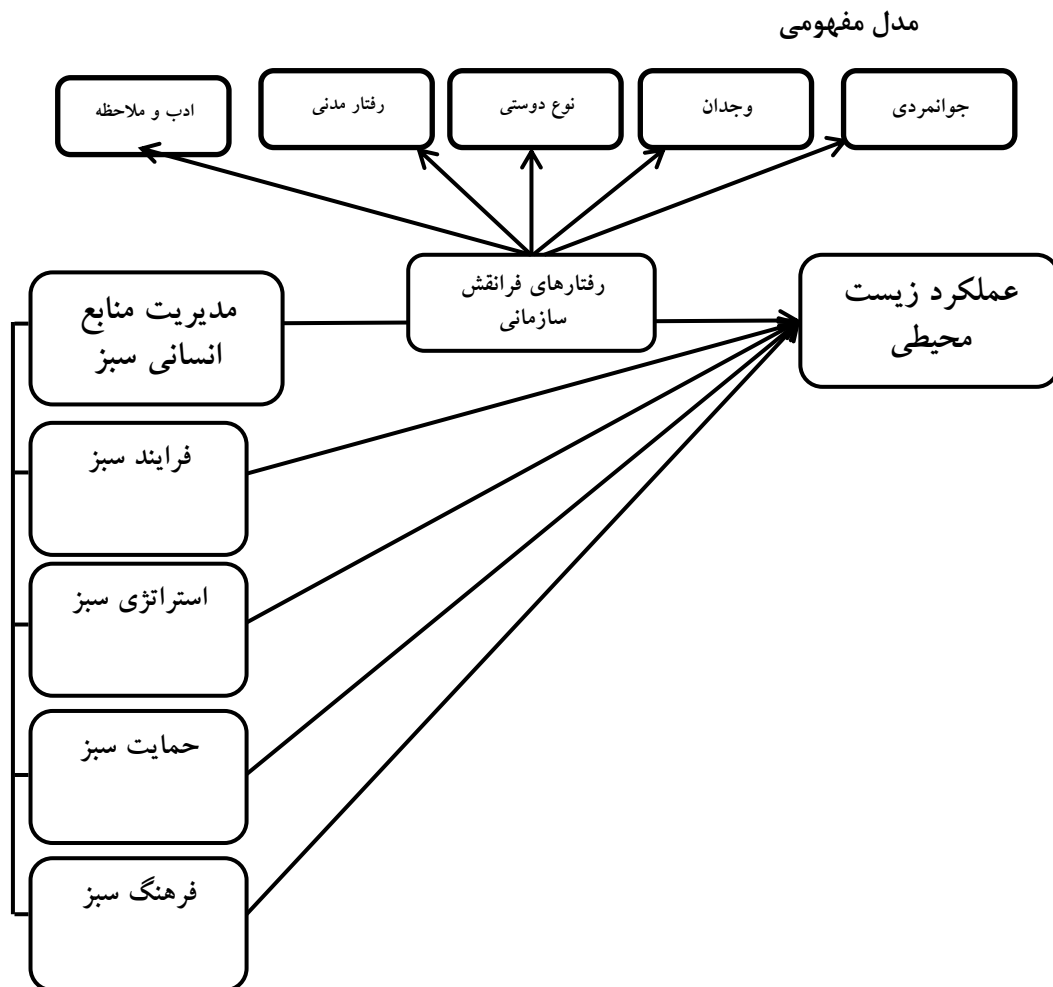 مدل مفهومی
جوانمردی
وجدان
نوع دوستی
رفتار مدنی
ادب و ملاحظه
رفتارهای فرانقش
سازمانی
عملکرد زیست
محیطی
مدیریت منابع
انسانی سبز
فرایند سبز
استراتژی سبز
حمایت سبز
فرهنگ سبز